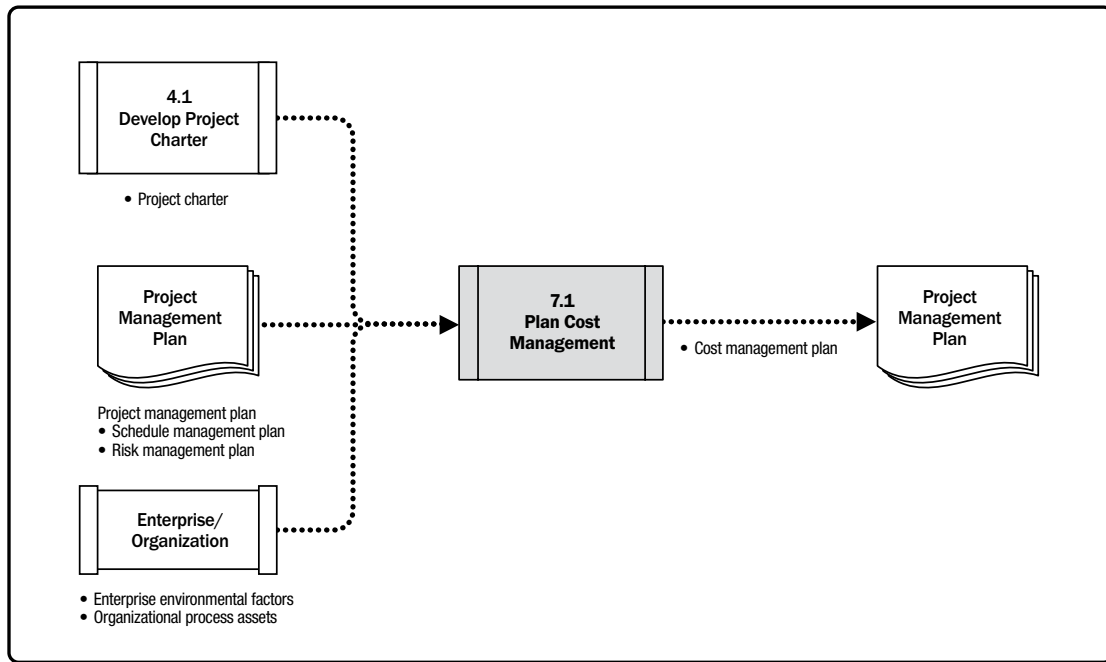 4.1
Develop Project
Charter
• Project charter
Project
Management
Plan
Project management plan
• Schedule management plan
• Risk management plan
Enterprise/
Organization
• Enterprise environmental factors
• Organizational process assets
7.1
Plan Cost
Management
• Cost management plan
Project
Management
Plan